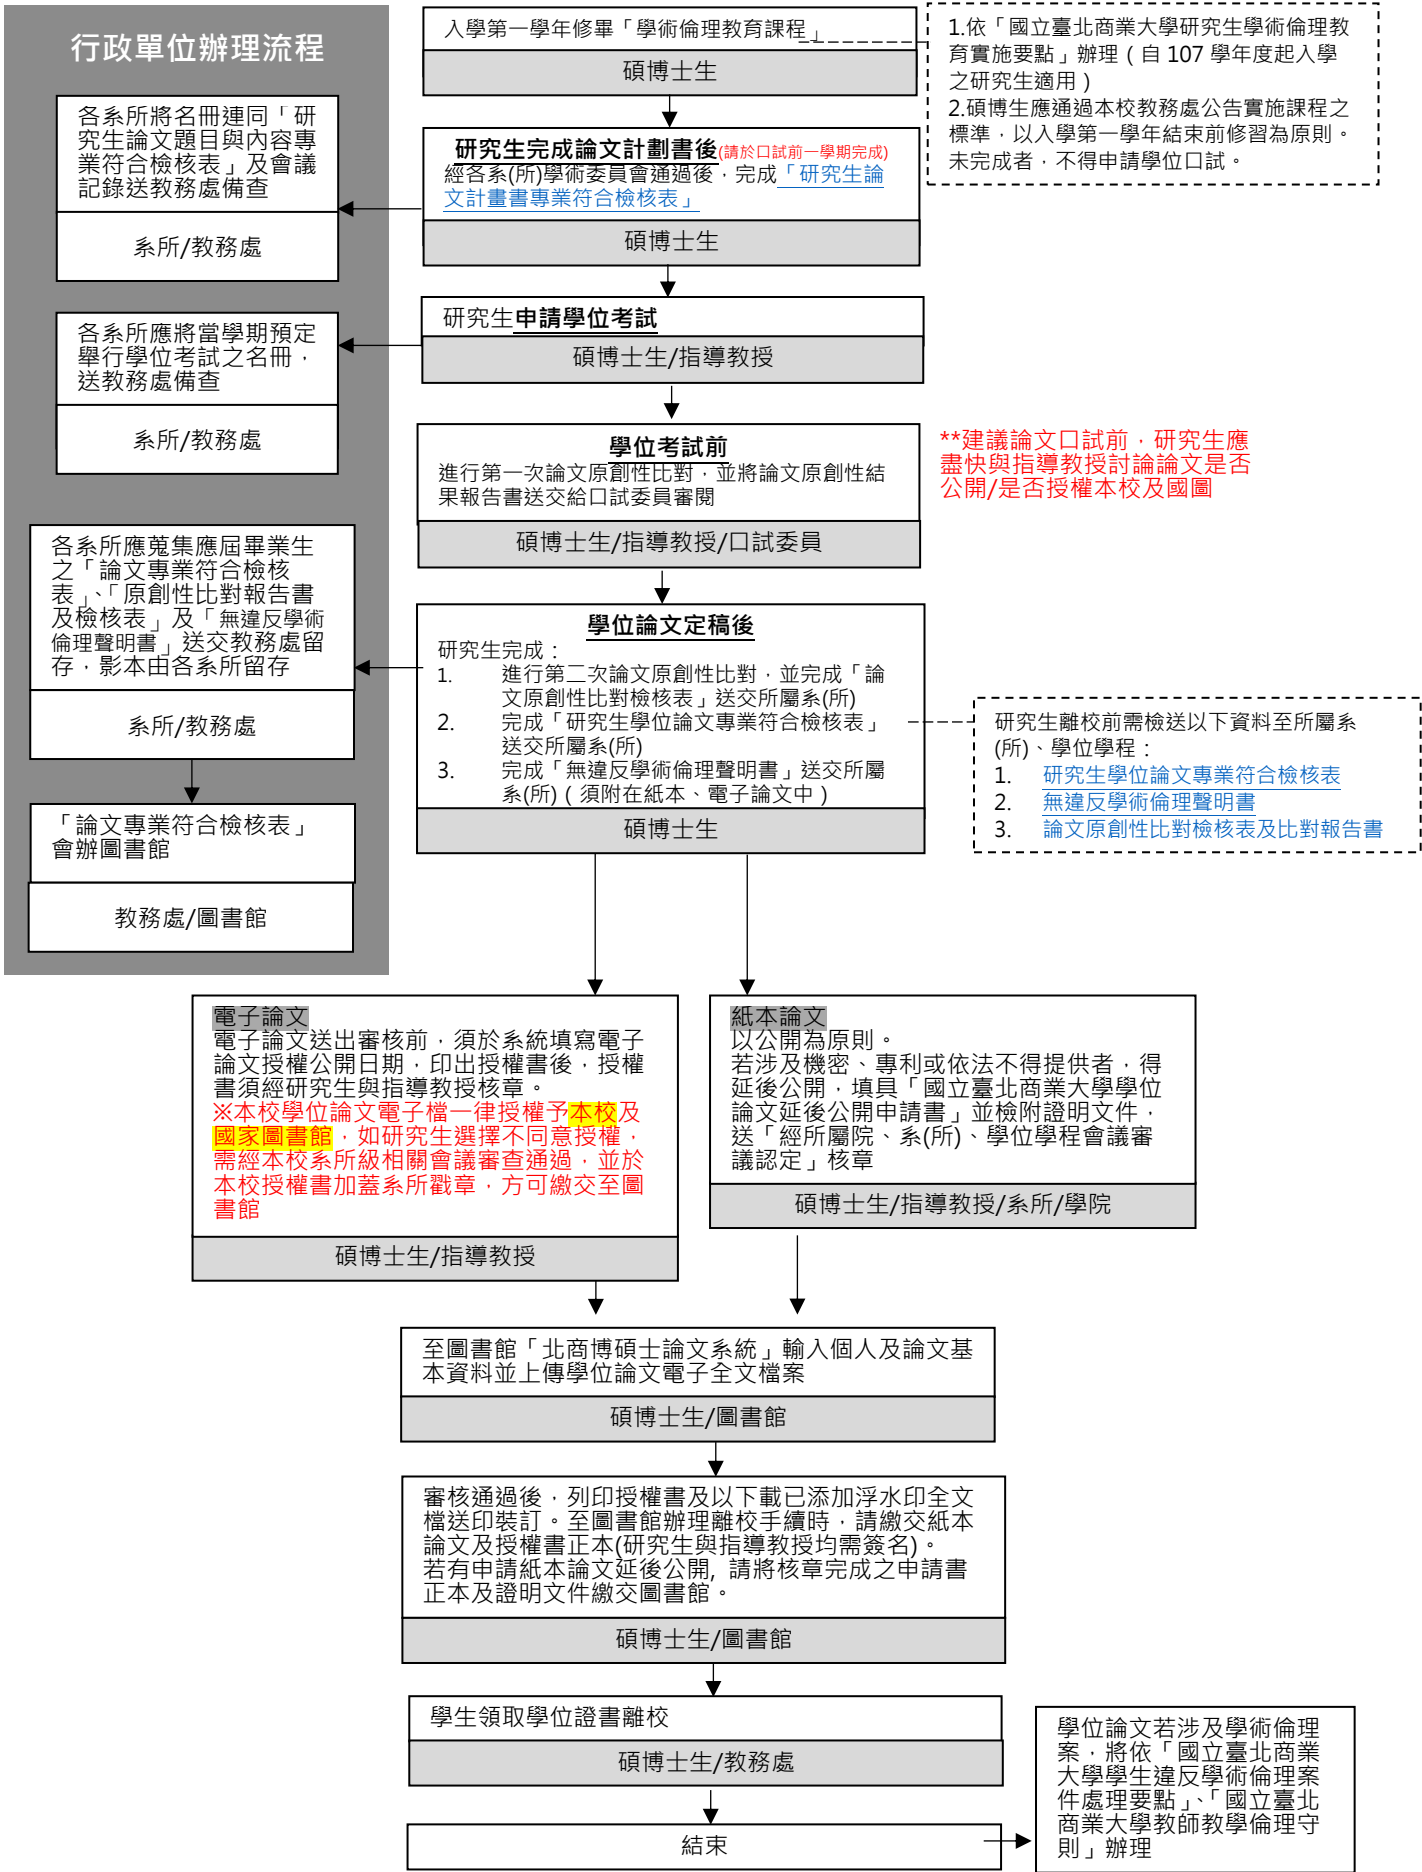 行政單位辦理流程
入學第一學年修畢「學術倫理教育課程」
碩博士生
1.依「國立臺北商業大學研究生學術倫理教
育實施要點」辦理（自 107 學年度起入學
之研究生適用）
2.碩博生應通過本校教務處公告實施課程之
標準，以入學第一學年結束前修習為原則。
未完成者，不得申請學位口試。
研究生完成論文計劃書後(請於口試前一學期完成)
經各系(所)學術委員會通過後，完成「研究生論
文計畫書專業符合檢核表」
碩博士生
各系所將名冊連同「研
究生論文題目與內容專
業符合檢核表」及會議
記錄送教務處備查
系所/教務處
研究生申請學位考試
碩博士生/指導教授
各系所應將當學期預定
舉行學位考試之名冊，
送教務處備查
系所/教務處
學位考試前
進行第一次論文原創性比對，並將論文原創性結
果報告書送交給口試委員審閱
碩博士生/指導教授/口試委員
**建議論文口試前，研究生應
盡快與指導教授討論論文是否
公開/是否授權本校及國圖
各系所應蒐集應屆畢業生
之「論文專業符合檢核
表」、「原創性比對報告書
及檢核表」及「無違反學術
倫理聲明書」送交教務處留
存，影本由各系所留存
系所/教務處
學位論文定稿後
研究生完成：
1. 進行第二次論文原創性比對，並完成「論
文原創性比對檢核表」送交所屬系(所)
2. 完成「研究生學位論文專業符合檢核表」
送交所屬系(所)
3. 完成「無違反學術倫理聲明書」送交所屬
系(所)（須附在紙本、電子論文中）
碩博士生
研究生離校前需檢送以下資料至所屬系
(所)、學位學程：
1. 研究生學位論文專業符合檢核表
2. 無違反學術倫理聲明書
3. 論文原創性比對檢核表及比對報告書
「論文專業符合檢核表」
會辦圖書館
教務處/圖書館
電子論文
電子論文送出審核前，須於系統填寫電子
論文授權公開日期，印出授權書後，授權
書須經研究生與指導教授核章。
※本校學位論文電子檔一律授權予本校及
國家圖書館，如研究生選擇不同意授權，
需經本校系所級相關會議審查通過，並於
本校授權書加蓋系所戳章，方可繳交至圖
書館
碩博士生/指導教授
紙本論文
以公開為原則。
若涉及機密、專利或依法不得提供者，得
延後公開，填具「國立臺北商業大學學位
論文延後公開申請書」並檢附證明文件，
送「經所屬院、系(所)、學位學程會議審
議認定」核章
碩博士生/指導教授/系所/學院
至圖書館「北商博碩士論文系統」輸入個人及論文基
本資料並上傳學位論文電子全文檔案
碩博士生/圖書館
審核通過後，列印授權書及以下載已添加浮水印全文
檔送印裝訂。至圖書館辦理離校手續時，請繳交紙本
論文及授權書正本(研究生與指導教授均需簽名)。
若有申請紙本論文延後公開, 請將核章完成之申請書
正本及證明文件繳交圖書館。
碩博士生/圖書館
學生領取學位證書離校
碩博士生/教務處
結束
學位論文若涉及學術倫理
案，將依「國立臺北商業
大學學生違反學術倫理案
件處理要點」、「國立臺北
商業大學教師教學倫理守
則」辦理